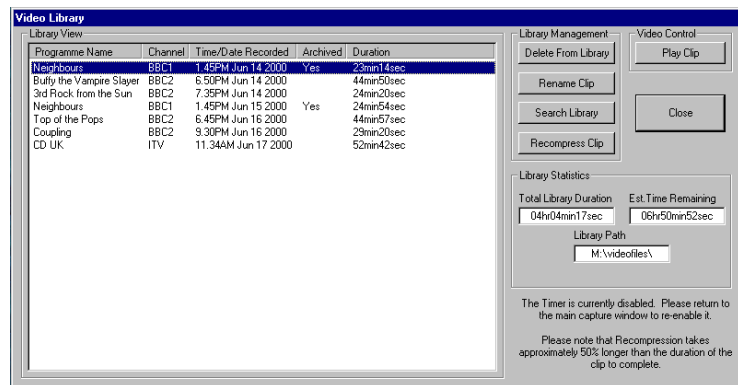 Video Library
Library View
Programme Name Channel Time/Date Recorded Archived Duration
Neighbours BBC1 1.45PM Jun 14 2000 Yes 23min14sec
Buffy the Vampire Slayer BBC2 6.50PM Jun 14 2000 44min50sec
3rd Rock from the Sun BBC2 7.35PM Jun 14 2000 24min20sec
Neighbours BBC1 1.45PM Jun 15 2000 Yes 24min54sec
Top of the Pops BBC2 6.45PM Jun 16 2000 44min57sec
Coupling BBC2 9.30PM Jun 16 2000 29min20sec
CD UK ITV 11.34AM Jun 17 2000 52min42sec
Library Management
Delete From Library
Rename Clip
Search Library
Recompress Clip
Video Control
Play Clip
Close
Library Statistics
Total Library Duration Est.Time Remaining
04hr04min17sec 06hr50min52sec
Library Path
M:\videofiles\
The Timer is currently disabled. Please return to
the main capture window to re-enable it.
Please note that Recompression takes
approximately 50% longer than the duration of the
clip to complete.